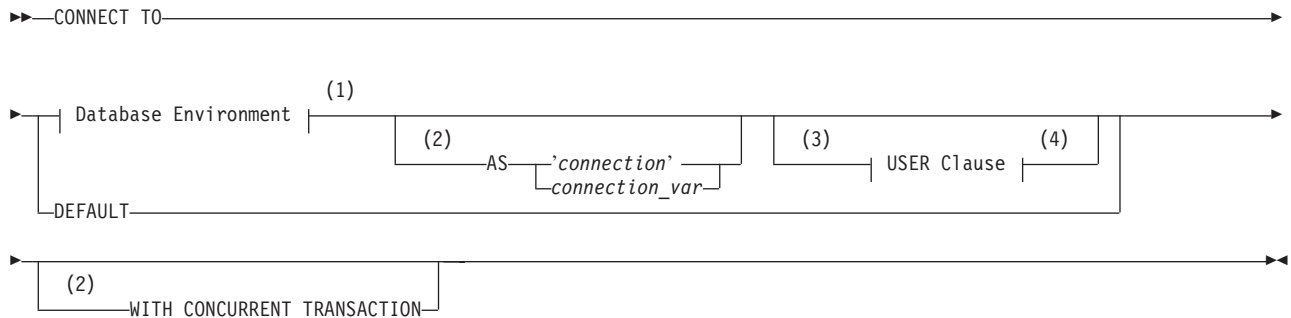 CONNECT TO
(1)
Database Environment
(2) (3) (4)
AS 'connection' USER Clause
connection_var
DEFAULT
(2)
WITH CONCURRENT TRANSACTION